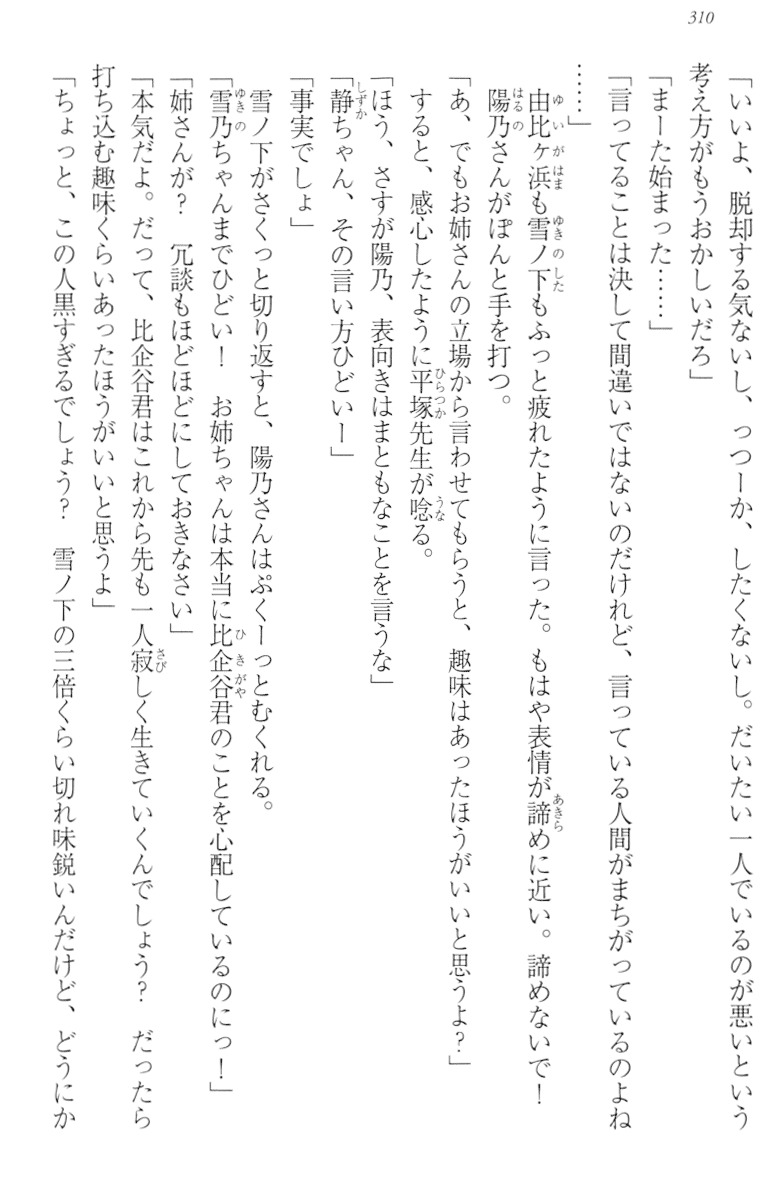 310
「いいよ、脱却する気ないし、っつーか、したくないし。だいたい一人でいるのが悪いという
考え方がもうおかしいだろ」
「まーた始まった……」
「言ってることは決して間違いではないのだけれど、言っている人間がまちがっているのよね
……」
由比ヶ浜も雪ノ下もふっと疲れたように言った。もはや表情が諦めに近い。諦めないで！
陽乃さんがぽんと手を打つ。
「あ、でもお姉さんの立場から言わせてもらうと、趣味はあったほうがいいと思うよ？」
すると、感心したように平塚先生が唸る。
「ほう、さすが陽乃、表向きはまともなことを言うな」
「静ちゃん、その言い方ひどいー」
「事実でしょ」
雪ノ下がさくっと切り返すと、陽乃さんはぷくーっとむくれる。
「雪乃ちゃんまでひどい！　お姉ちゃんは本当に比企谷君のことを心配しているのにっ！」
「姉さんが？　冗談もほどほどにしておきなさい」
「本気だよ。だって、比企谷君はこれから先も一人寂しく生きていくんでしょう？　だったら
打ち込む趣味くらいあったほうがいいと思うよ」
「ちょっと、この人黒すぎるでしょう？　雪ノ下の三倍くらい切れ味鋭いんだけど、どうにか